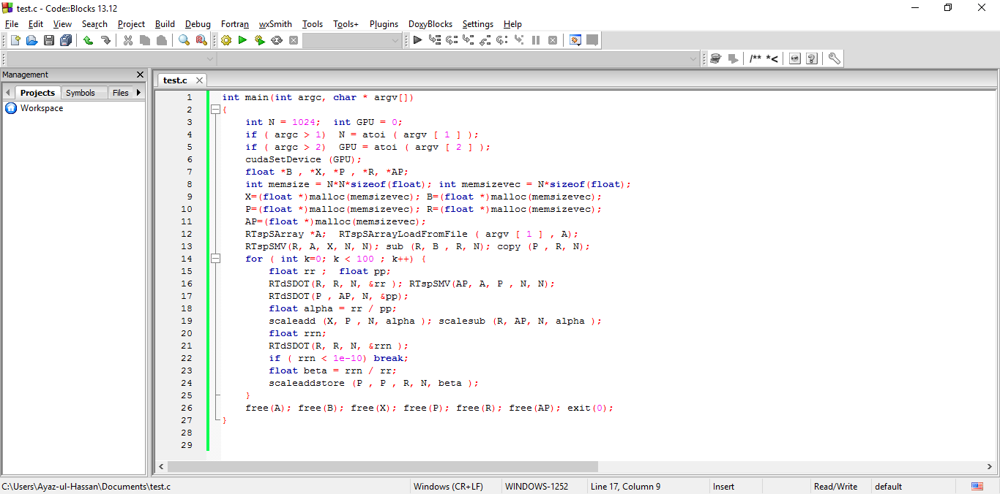 test.c - Code::Blocks 13.12
File Edit View Search Project Build Debug Fortran wxSmith Tools Tools+ Plugins DoxyBlocks Settings Help
/** *<
Management
Projects Symbols Files
Workspace
test.c
1 int main(int argc, char * argv[])
2 {
3 int N = 1024;  int GPU = 0;
4 if ( argc > 1)  N = atoi ( argv [ 1 ] );
5 if ( argc > 2)  GPU = atoi ( argv [ 2 ] );
6 cudaSetDevice (GPU);
7 float *B , *X, *P , *R, *AP;
8 int memsize = N*N*sizeof(float); int memsizevec = N*sizeof(float);
9 X=(float *)malloc(memsizevec); B=(float *)malloc(memsizevec);
10 P=(float *)malloc(memsizevec); R=(float *)malloc(memsizevec);
11 AP=(float *)malloc(memsizevec);
12 RTspSArray *A;  RTspSArrayLoadFromFile ( argv [ 1 ] , A);
13 RTspSMV(R, A, X, N, N); sub (R, B , R, N); copy (P , R, N);
14 for ( int k=0; k < 100 ; k++) {
15 float rr ;  float pp;
16 RTdSDOT(R, R, N, &rr ); RTspSMV(AP, A, P , N, N);
17 RTdSDOT(P , AP, N, &pp);
18 float alpha = rr / pp;
19 scaleadd (X, P , N, alpha ); scalesub (R, AP, N, alpha );
20 float rrn;
21 RTdSDOT(R, R, N, &rrn );
22 if ( rrn < 1e-10) break;
23 float beta = rrn / rr;
24 scaleaddstore (P , P , R, N, beta );
25 }
26 free(A); free(B); free(X); free(P); free(R); free(AP); exit(0);
27 }
28
29
C:\Users\Ayaz-ul-Hassan\Documents\test.c Windows (CR+LF) WINDOWS-1252 Line 17, Column 9 Insert Read/Write default